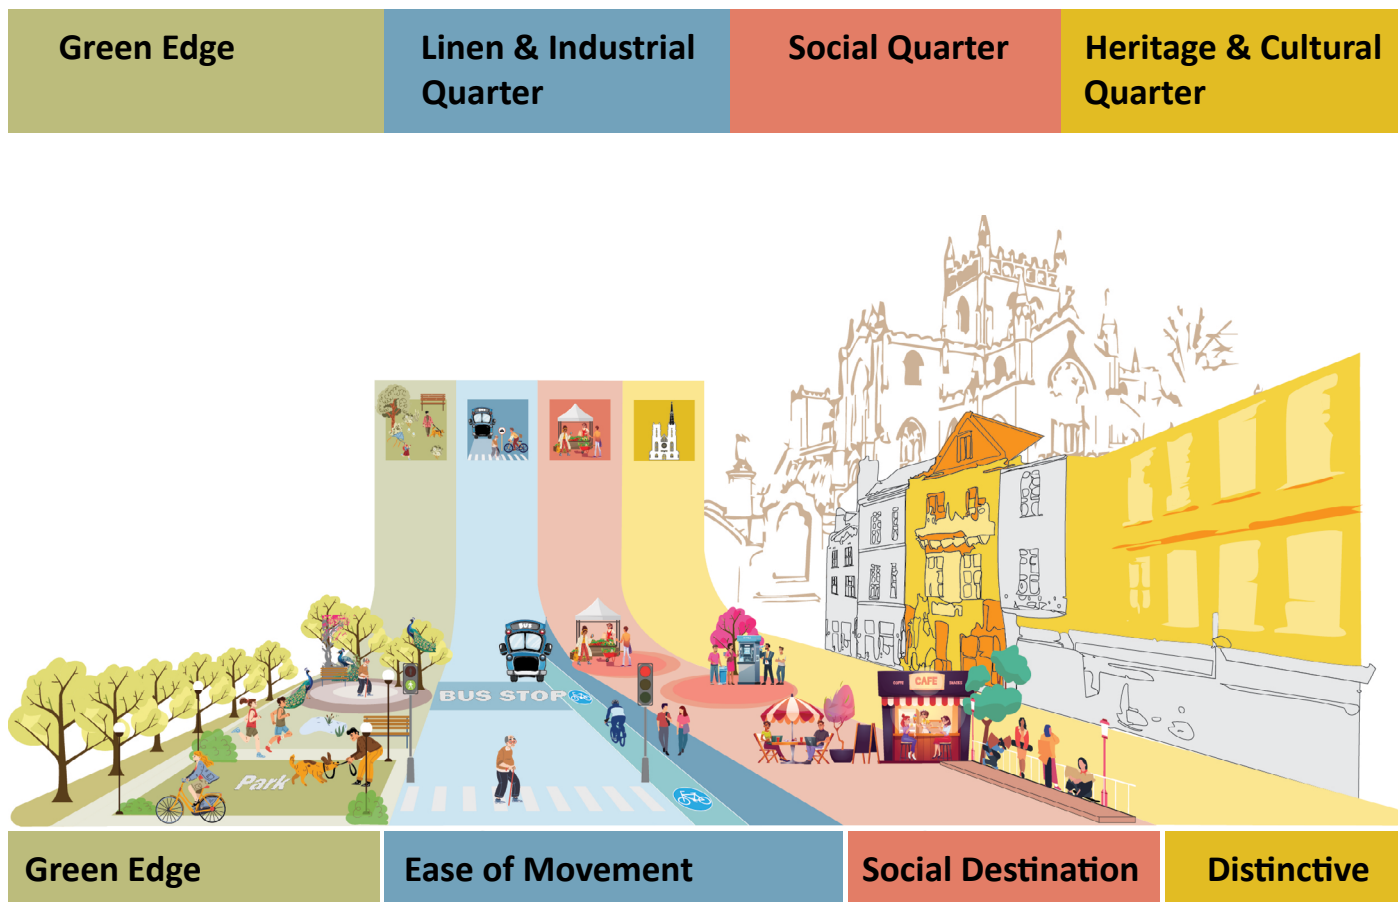 Green Edge
Linen & Industrial
Quarter
Social Quarter
Heritage & Cultural
Quarter
BUS
BUS STOP
CAFE
Park
Green Edge
Ease of Movement
Social Destination
Distinctive